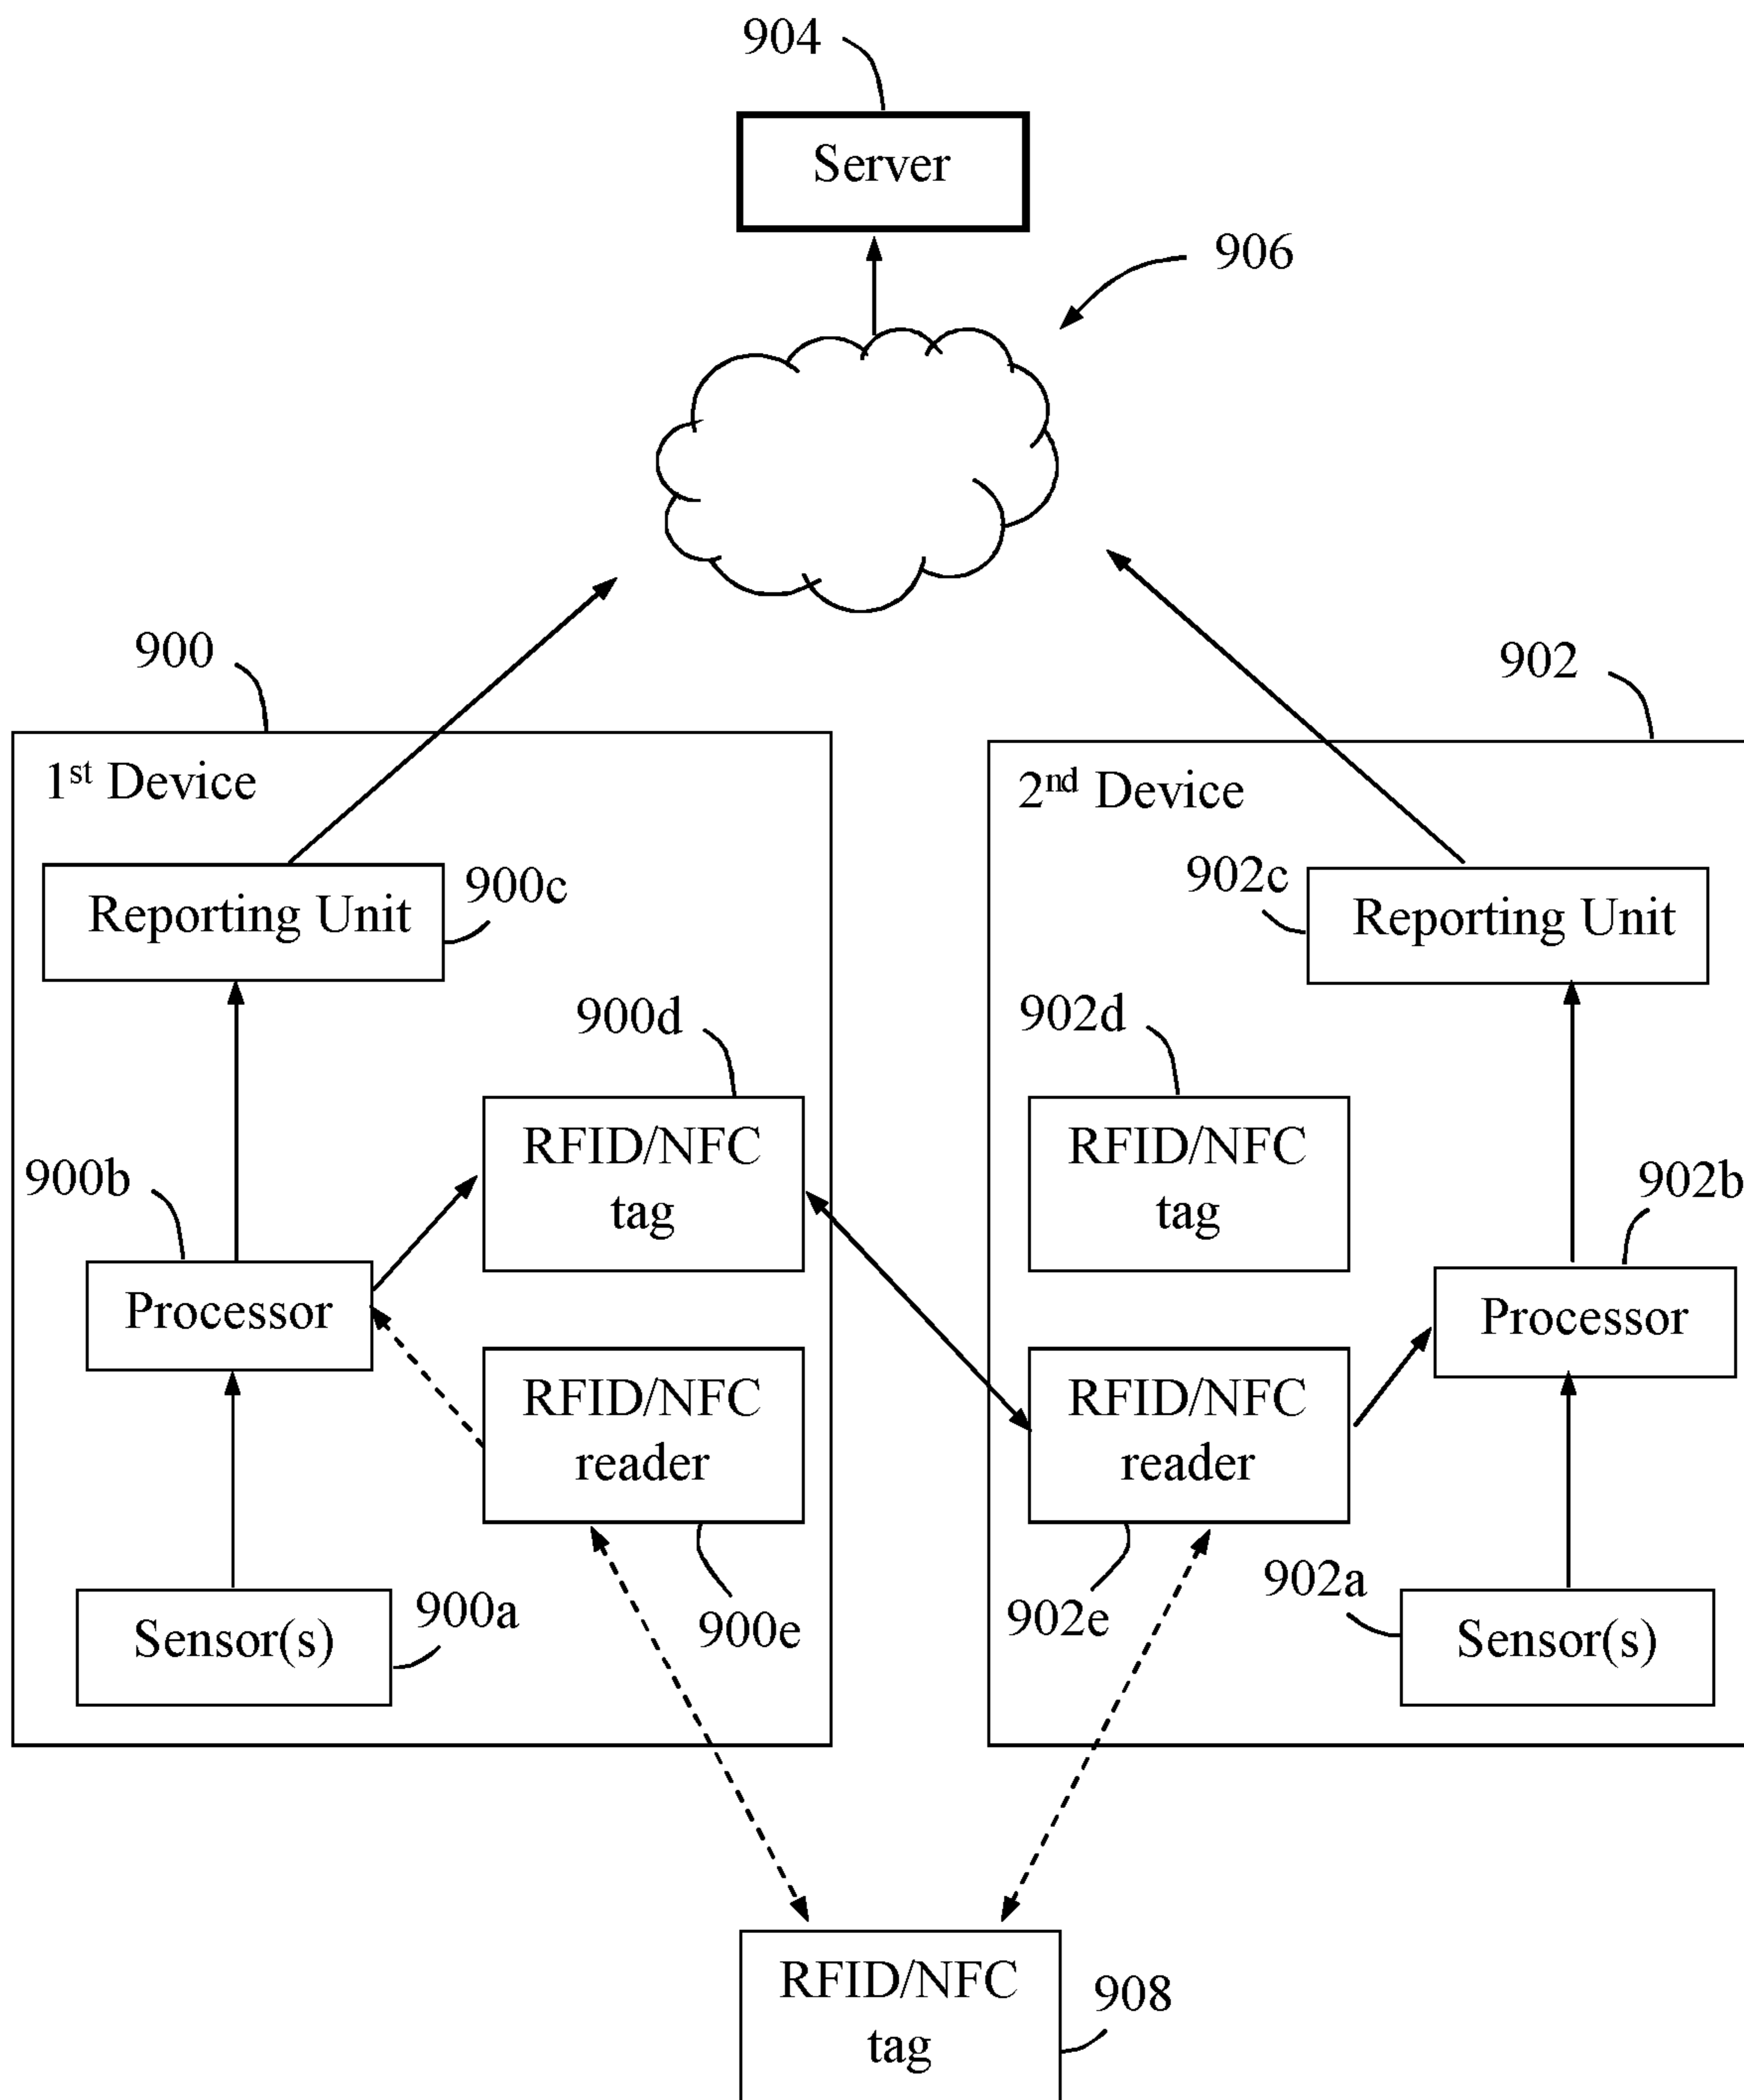 904
Server
906
900
902
1st Device
2nd Device
Reporting Unit
900c
902c
Reporting Unit
900d
902d
RFID/NFC
tag
RFID/NFC
tag
900b
902b
Processor
Processor
RFID/NFC
reader
RFID/NFC
reader
900a
900e
902e
902a
Sensor(s)
Sensor(s)
RFID/NFC
tag
908